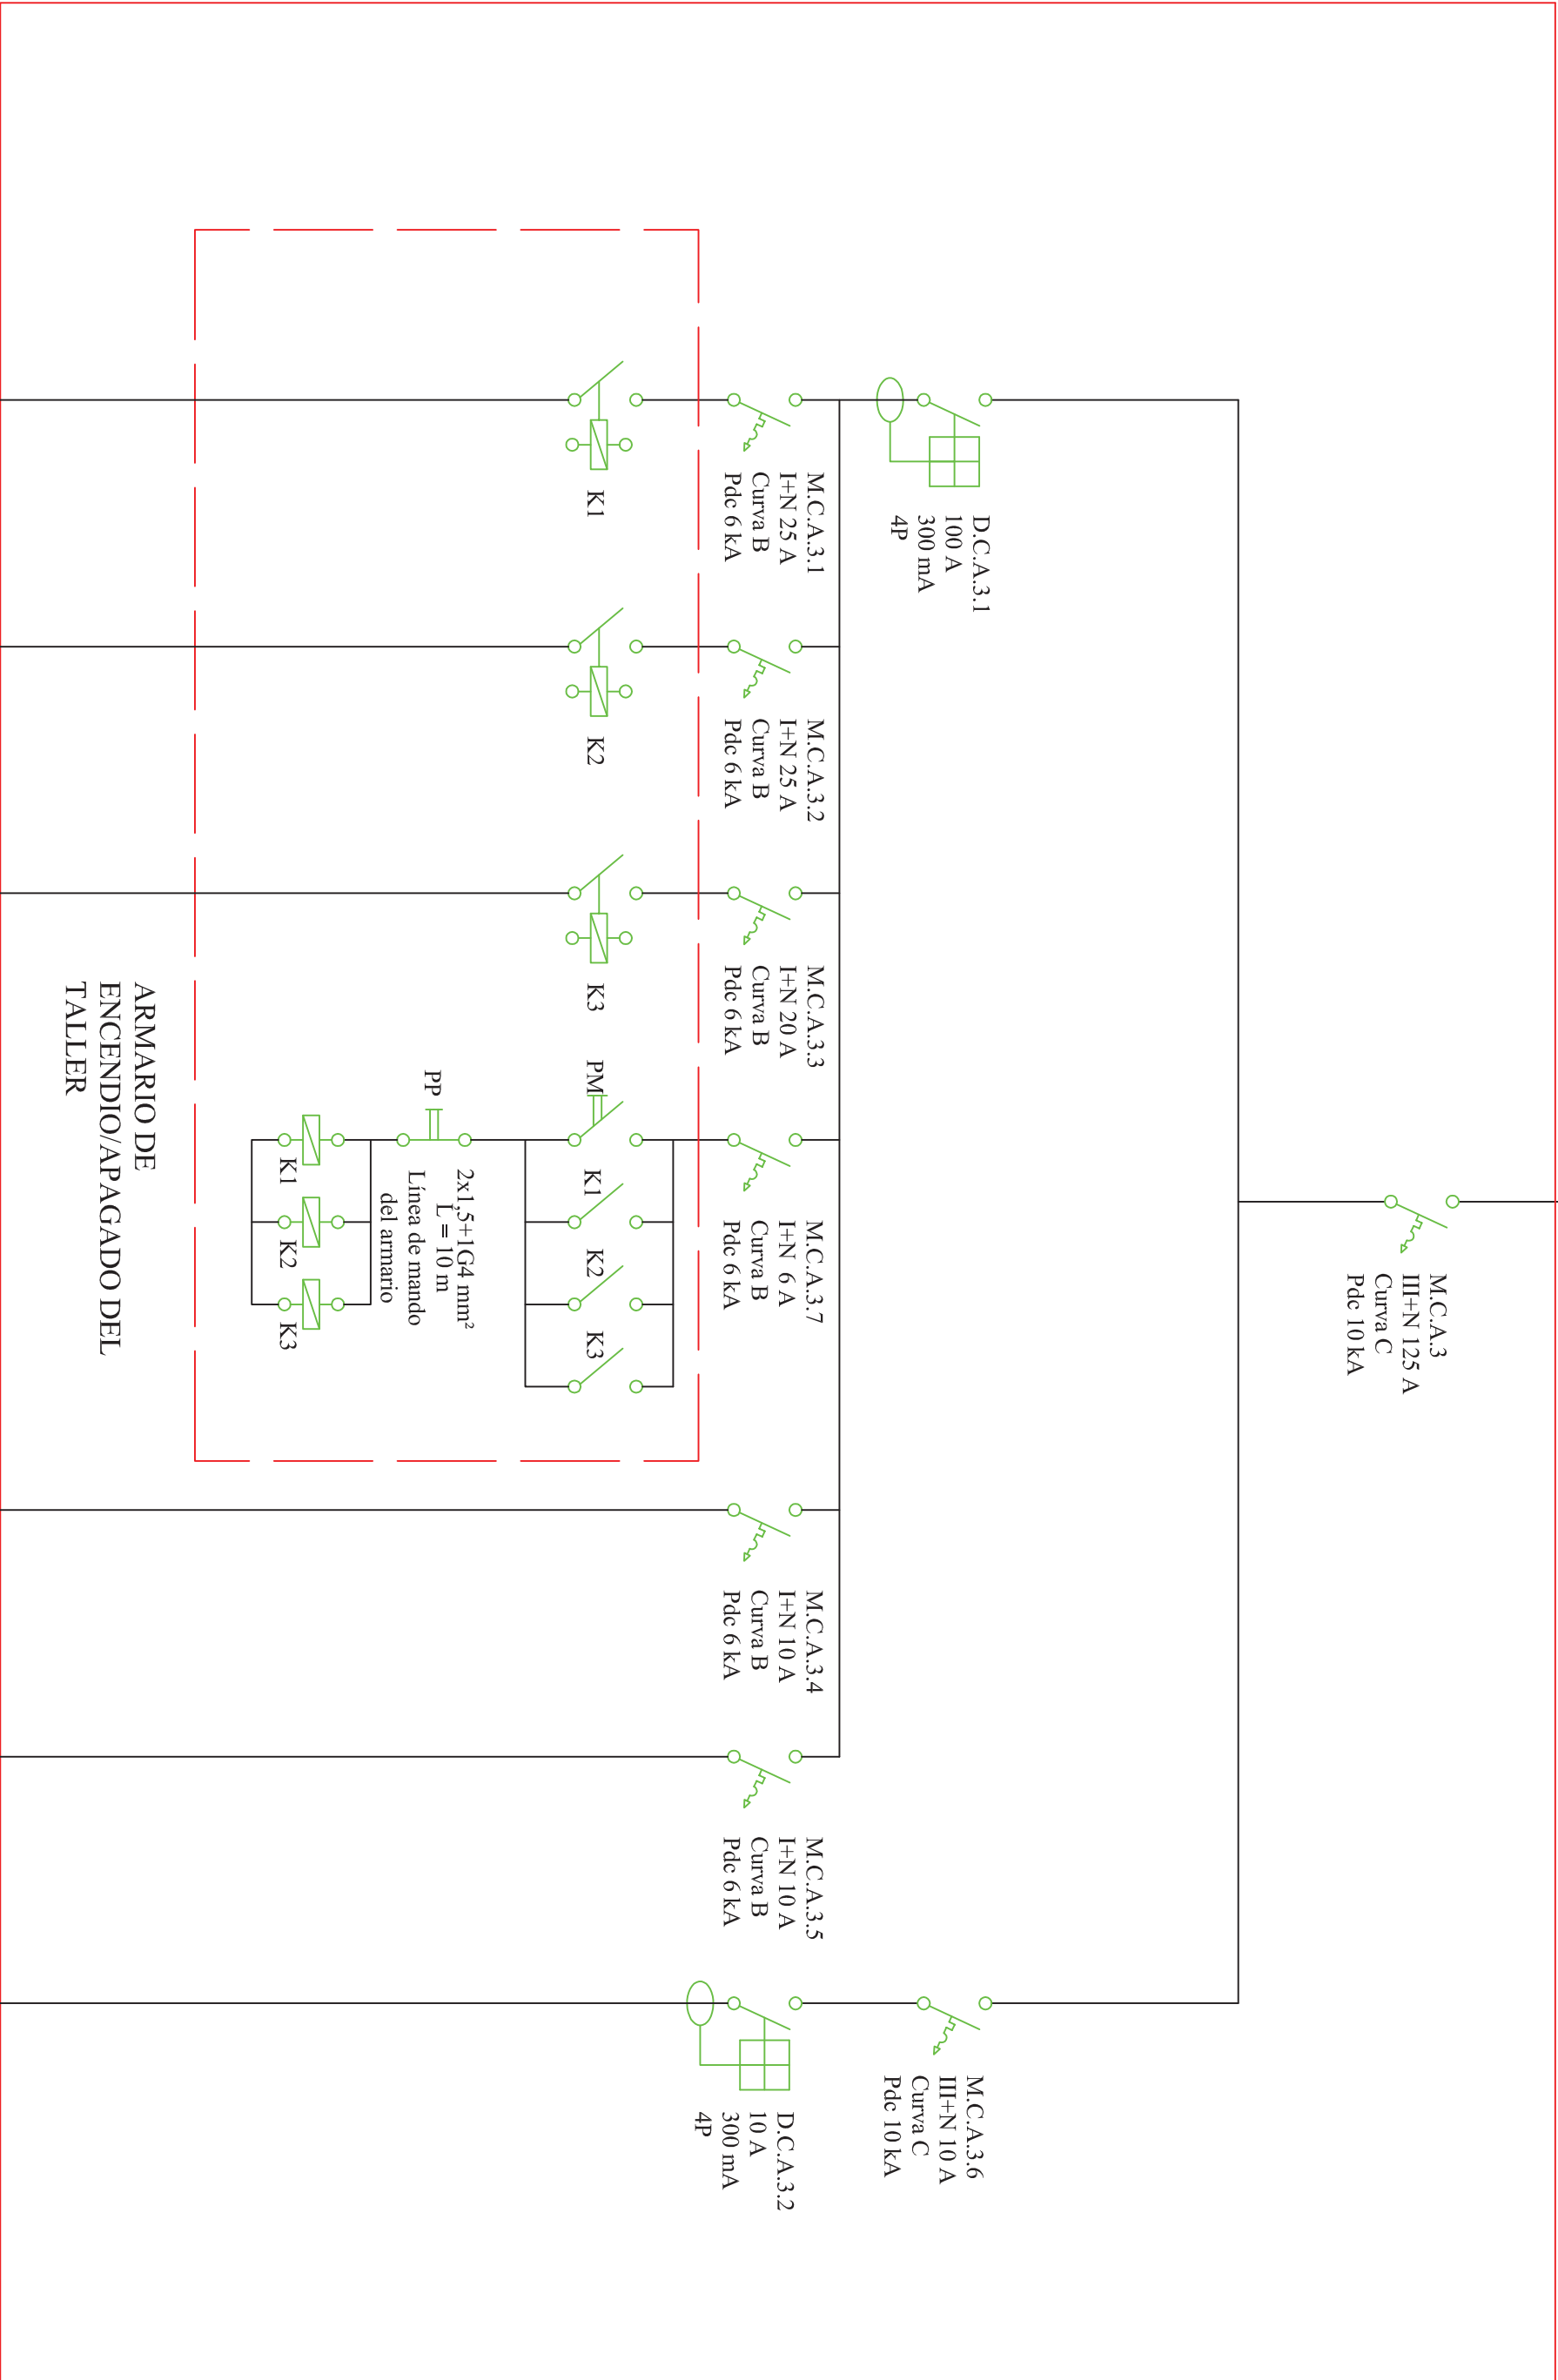 M.C.A.3
III+N 125 A
Curva C
Pdc 10 kA
D.C.A.3.1
100 A
300 mA
4P
M.C.A.3.6
III+N 10 A
Curva C
Pdc 10 kA
M.C.A.3.1
I+N 25 A
Curva B
Pdc 6 kA
M.C.A.3.2
I+N 25 A
Curva B
Pdc 6 kA
M.C.A.3.3
I+N 20 A
Curva B
Pdc 6 kA
M.C.A.3.7
I+N 6 A
Curva B
Pdc 6 kA
M.C.A.3.4
I+N 10 A
Curva B
Pdc 6 kA
M.C.A.3.5
I+N 10 A
Curva B
Pdc 6 kA
D.C.A.3.2
10 A
300 mA
4P
K1
K2
K3
PM
K1
K2
K3
PP
2x1,5+1G4 mm²
L = 10 m
Línea de mando
del armario
K1
K2
K3
ARMARIO DE
ENCENDIO/APAGADO DEL
TALLER